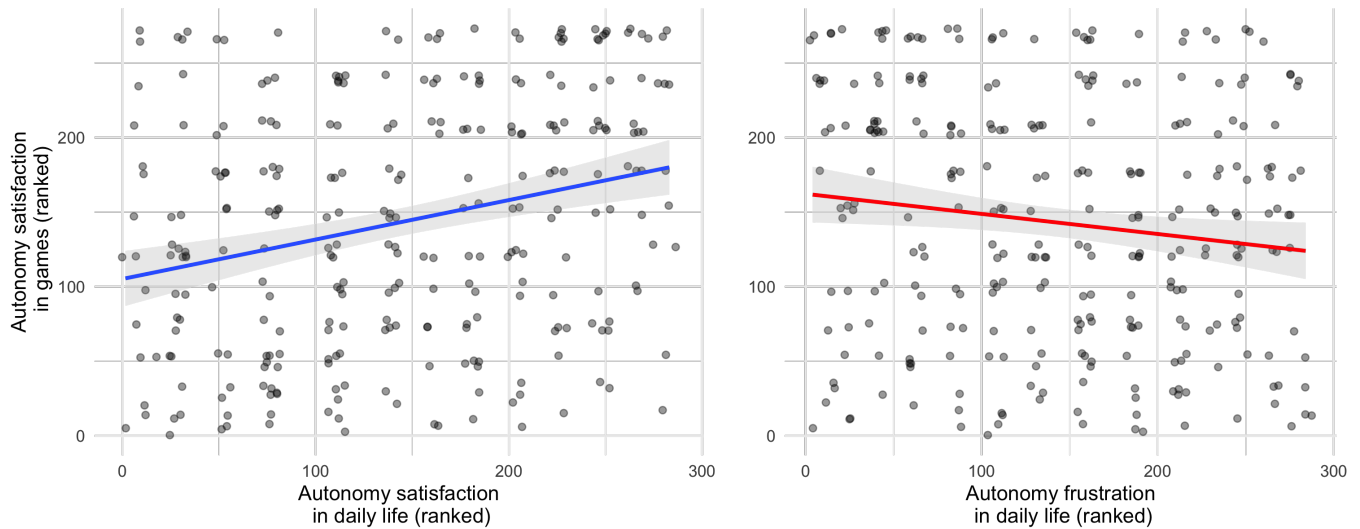 Autonomy satisfaction
in games (ranked)
200
100
0
0 100 200 300
Autonomy satisfaction
in daily life (ranked)
200
100
0
0 100 200 300
Autonomy frustration
in daily life (ranked)